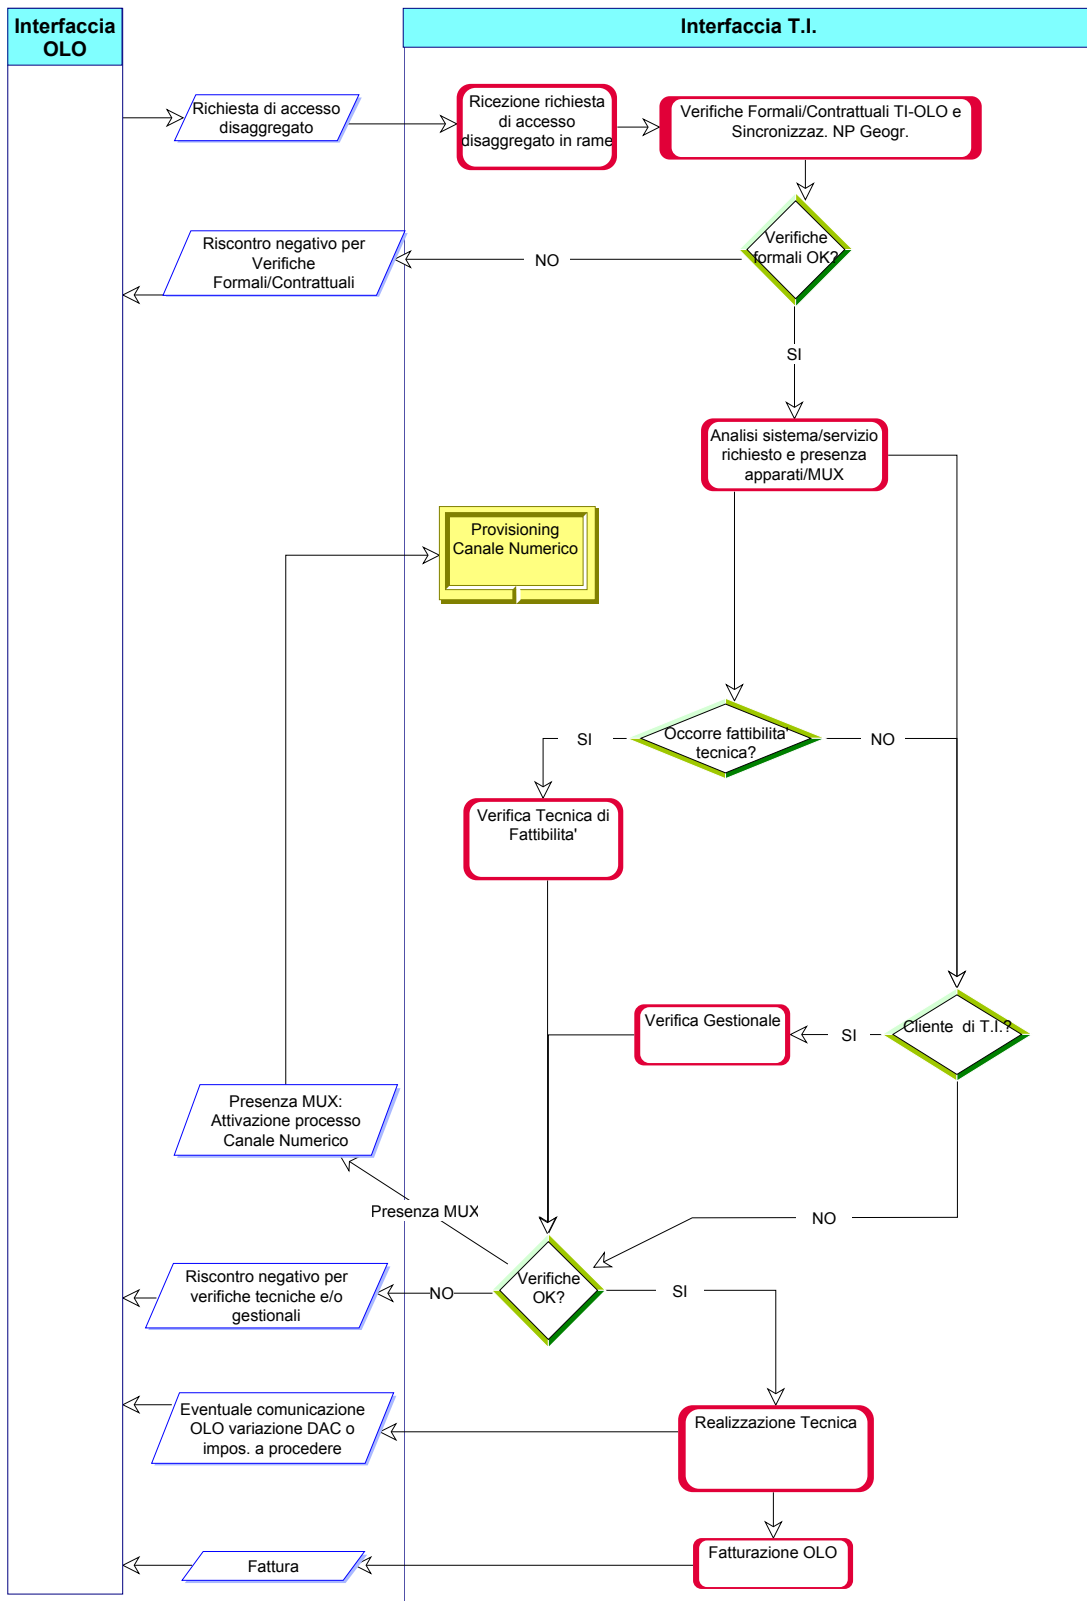 Interfaccia
OLO
Interfaccia T.I.
Richiesta di accesso
disaggregato
Ricezione richiesta
di accesso
disaggregato in rame
Verifiche Formali/Contrattuali TI-OLO e
Sincronizzaz. NP Geogr.
Verifiche
formali OK?
NO
Riscontro negativo per
Verifiche
Formali/Contrattuali
SI
Analisi sistema/servizio
richiesto e presenza
apparati/MUX
Provisioning
Canale Numerico
Occorre fattibilita'
tecnica?
SI
NO
Verifica Tecnica di
Fattibilita'
Verifica Gestionale
SI
Cliente di T.I.?
Presenza MUX:
Attivazione processo
Canale Numerico
Presenza MUX
NO
Riscontro negativo per
verifiche tecniche e/o
gestionali
NO
Verifiche
OK?
SI
Eventuale comunicazione
OLO variazione DAC o
impos. a procedere
Realizzazione Tecnica
Fattura
Fatturazione OLO